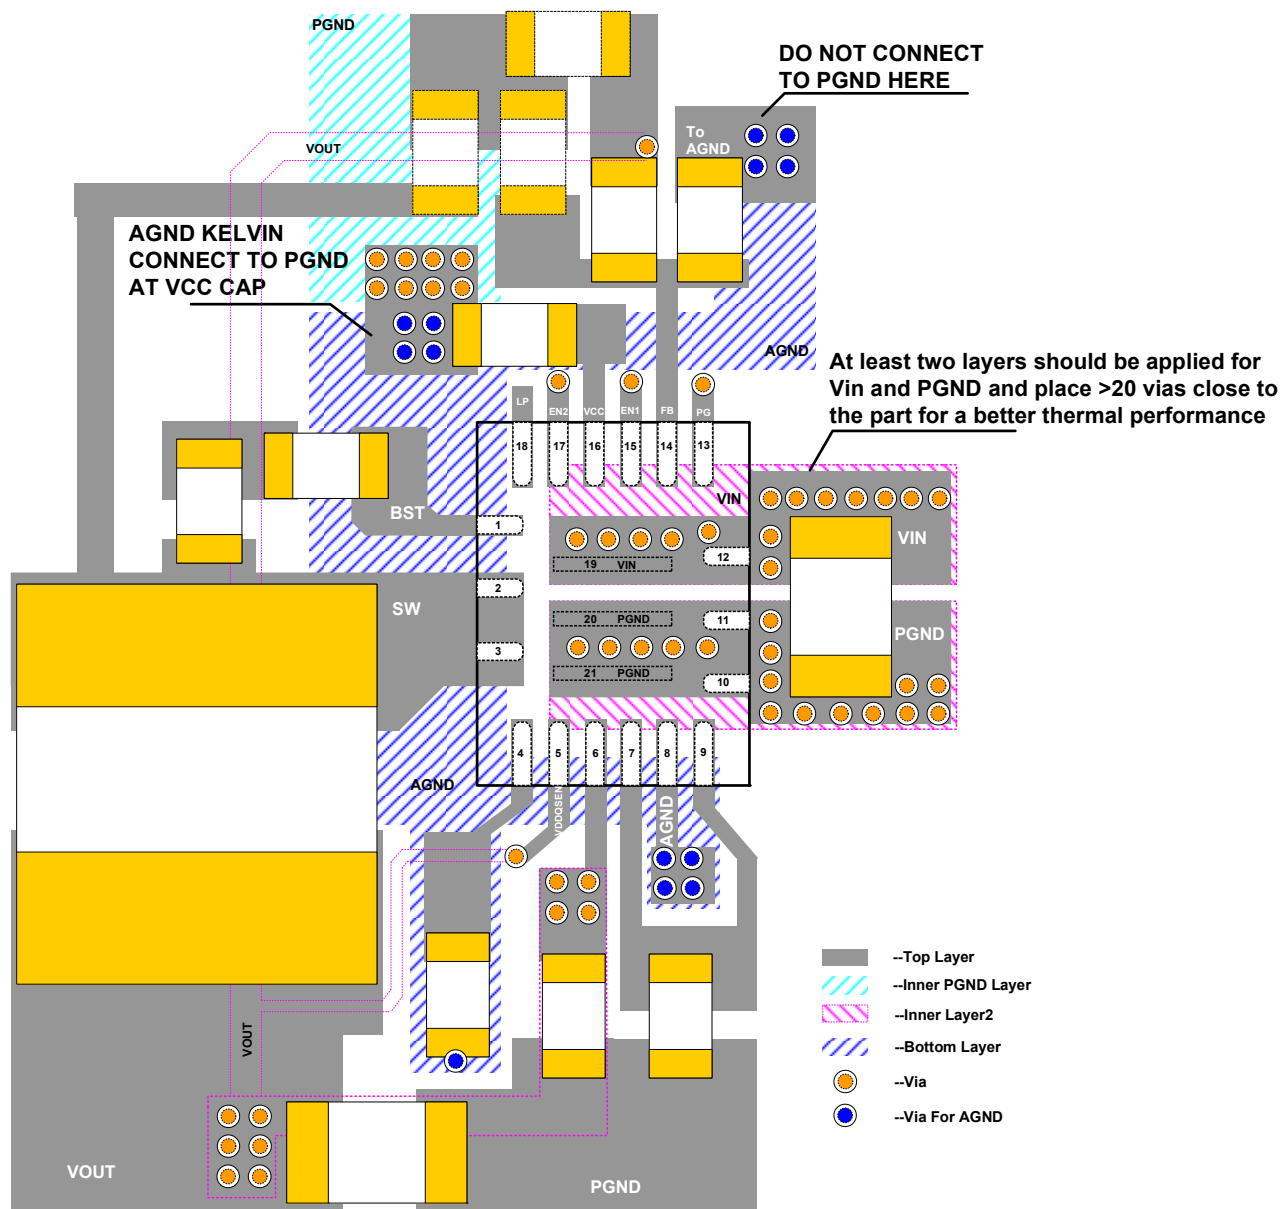 PGND
DO NOT CONNECT
TO PGND HERE
To
AGND
VOUT
AGND KELVIN
CONNECT TO PGND
AT VCC CAP
AGND
At least two layers should be applied for
Vin and PGND and place >20 vias close to
the part for a better thermal performance
LP
EN2
VCC
EN1
FB
PG
18
17
16
15
14
13
VIN
BST
1
VIN
12
19 VIN
2
SW
11
20 PGND
PGND
3
21 PGND
10
4
5
6
7
8
9
AGND
VDDQSEN
AGND
--Top Layer
--Inner PGND Layer
--Inner Layer2
--Bottom Layer
--Via
--Via For AGND
VOUT
VOUT
PGND